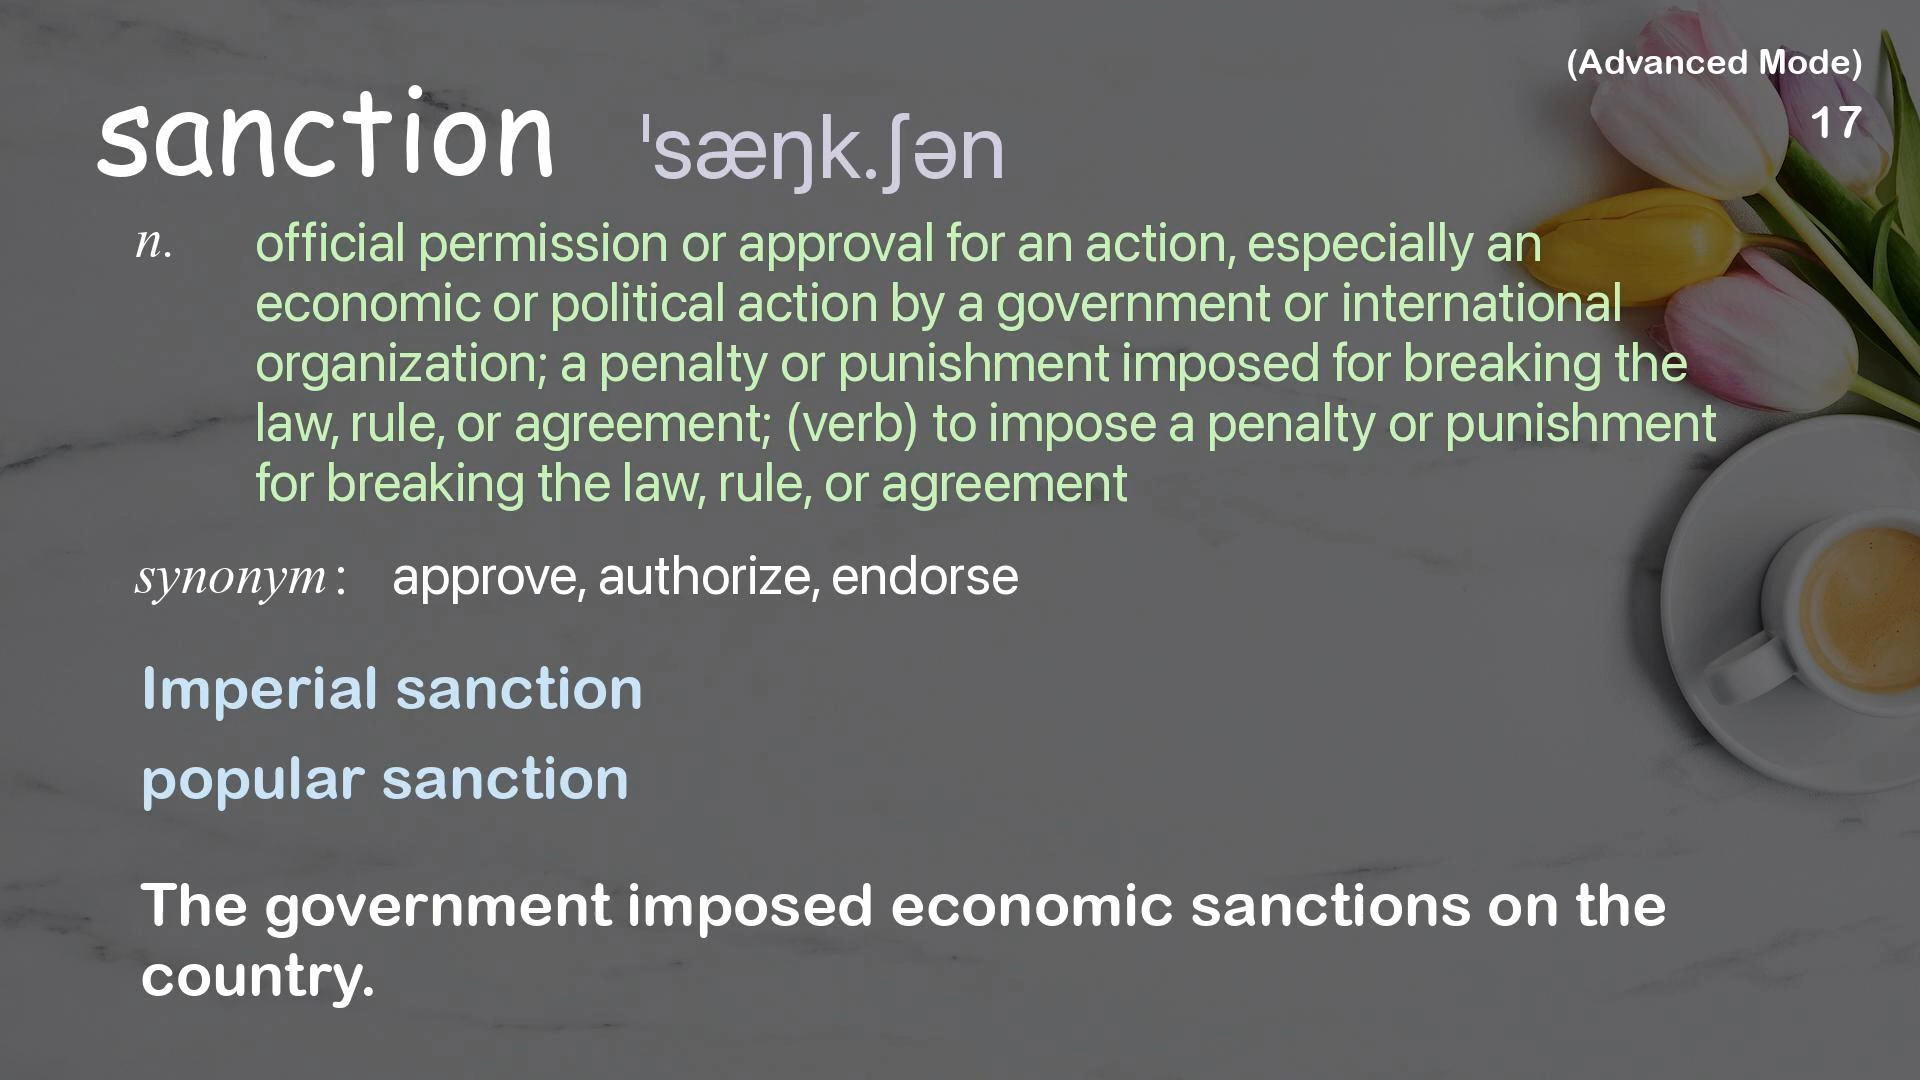 (Advanced Mode)
17
sanction ˈsæŋk.ʃən
n. official permission or approval for an action, especially an
economic or political action by a government or international
organization; a penalty or punishment imposed for breaking the
law, rule, or agreement; (verb) to impose a penalty or punishment
for breaking the law, rule, or agreement
synonym: approve, authorize, endorse
Imperial sanction
popular sanction
The government imposed economic sanctions on the
country.